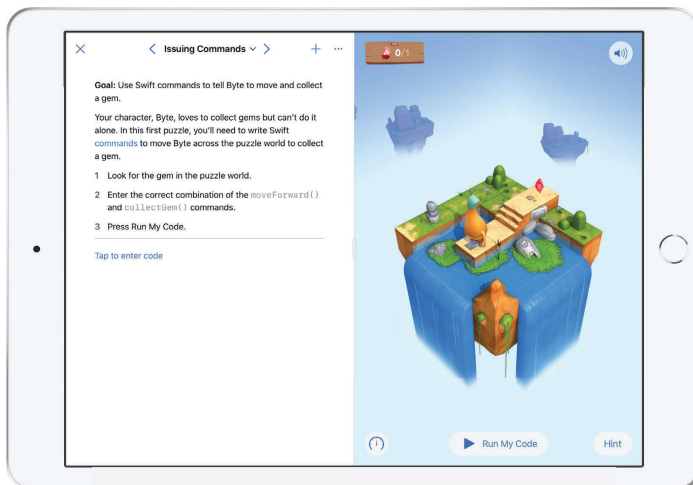 Issuing Commands
0/1
Goal: Use Swift commands to tell Byte to move and collect
a gem.
Your character, Byte, loves to collect gems but can't do it
alone. In this first puzzle, you'll need to write Swift
commands to move Byte across the puzzle world to collect
a gem.
1 Look for the gem in the puzzle world.
2 Enter the correct combination of the moveForward()
and collectGem() commands.
3 Press Run My Code.
Tap to enter code
Run My Code
Hint